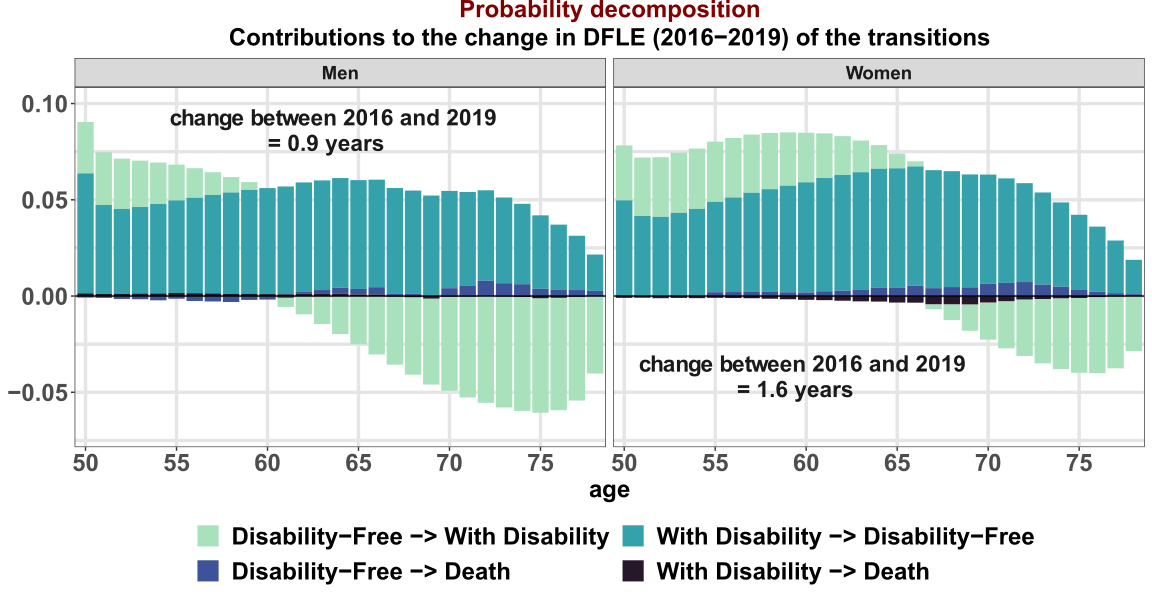 Probability decomposition
Contributions to the change in DFLE (2016−2019) of the transitions
Men
Women
change between 2016 and 2019
= 0.9 years
change between 2016 and 2019
= 1.6 years
0.10
0.05
0.00
−0.05
50 55 60 65 70 75
50 55 60 65 70 75
age
Disability−Free −> With Disability
With Disability −> Disability−Free
Disability−Free −> Death
With Disability −> Death